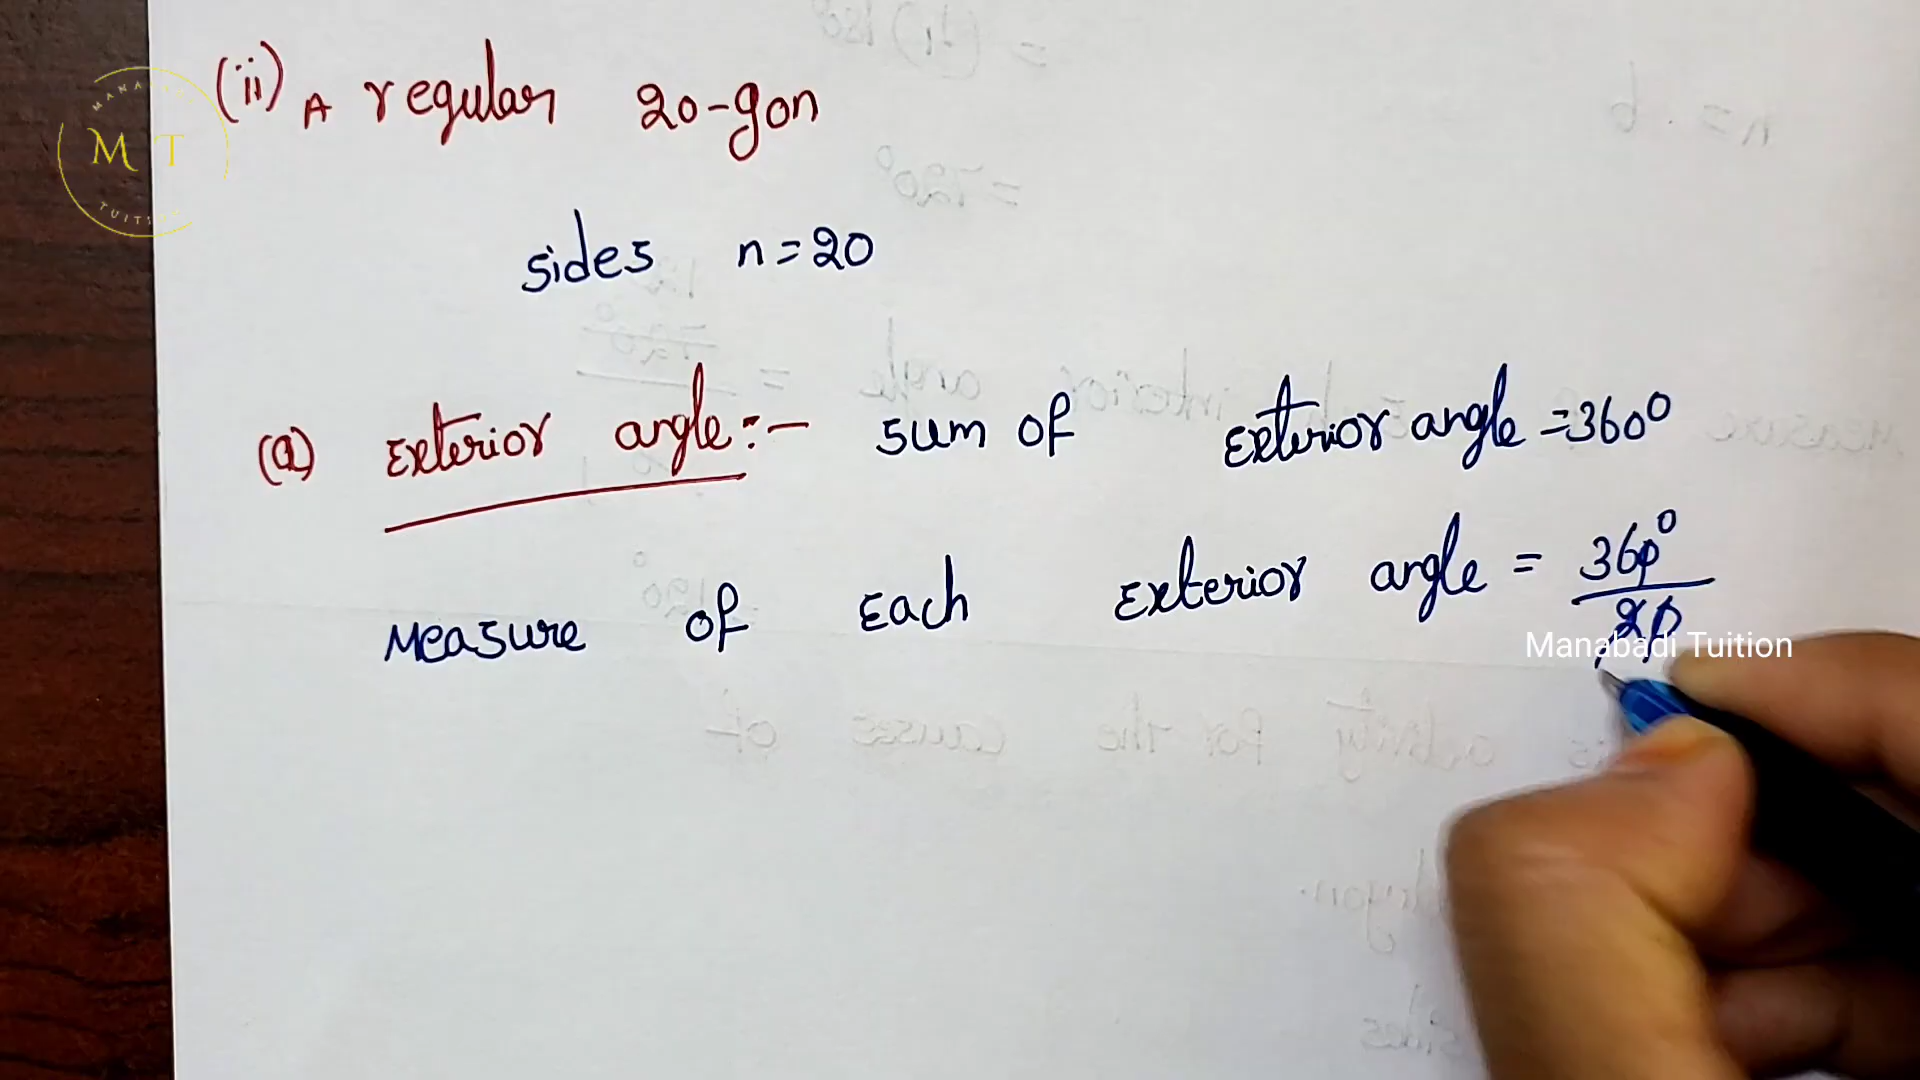 (ii) A regular 20-gon
sides n=20
(a) Exterior angle:- sum of exterior angle =360°
Measure of Each Exterior angle = 360°/20
Manabadi Tuition
M T
TUITION